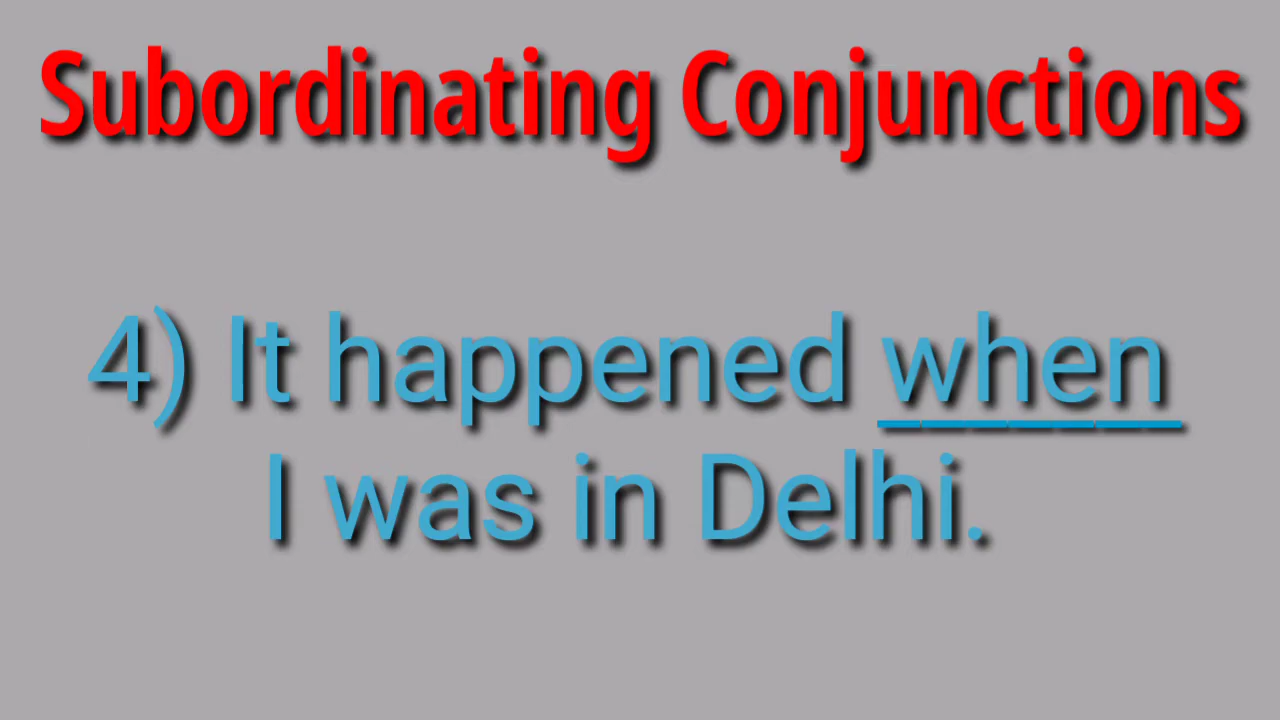 Subordinating Conjunctions
4) It happened when
I was in Delhi.